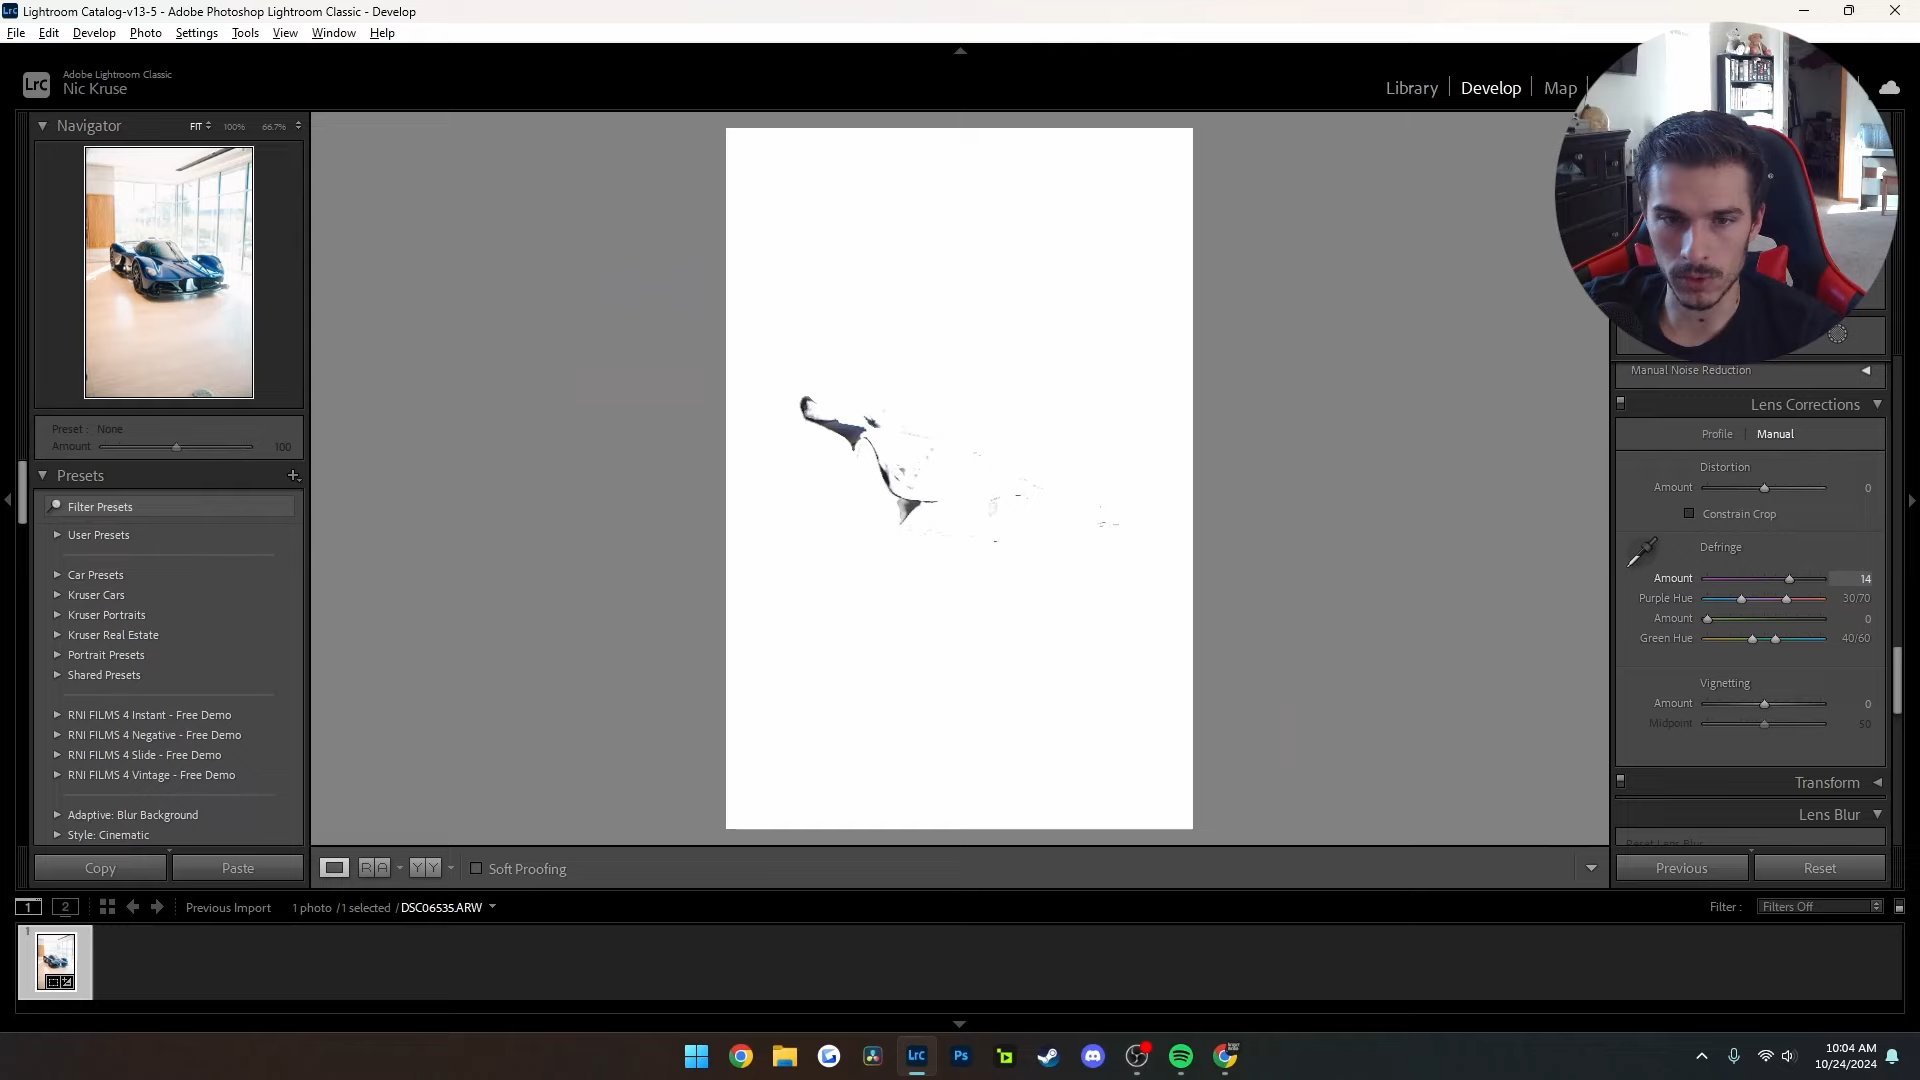 Lrc Lightroom Catalog-v13-5 - Adobe Photoshop Lightroom Classic - Develop
File Edit Develop Photo Settings Tools View Window Help
LrC Adobe Lightroom Classic
Nic Kruse
Library Develop Map
Navigator FIT 100% 66.7%
Preset : None
Amount 100
Presets
Filter Presets
User Presets
Car Presets
Kruser Cars
Kruser Portraits
Kruser Real Estate
Portrait Presets
Shared Presets
RNI FILMS 4 Instant - Free Demo
RNI FILMS 4 Negative - Free Demo
RNI FILMS 4 Slide - Free Demo
RNI FILMS 4 Vintage - Free Demo
Adaptive: Blur Background
Style: Cinematic
Copy Paste
R A Y Y Soft Proofing
Manual Noise Reduction
Lens Corrections
Profile Manual
Distortion
Amount 0
Constrain Crop
Defringe
Amount 14
Purple Hue 30/70
Amount 0
Green Hue 40/60
Vignetting
Amount 0
Midpoint 50
Transform
Lens Blur
Reset Lens Blur
Previous Reset
1 2 Previous Import 1 photo / 1 selected / DSC06535.ARW Filter : Filters Off
1
LrC Ps
10:04 AM
10/24/2024